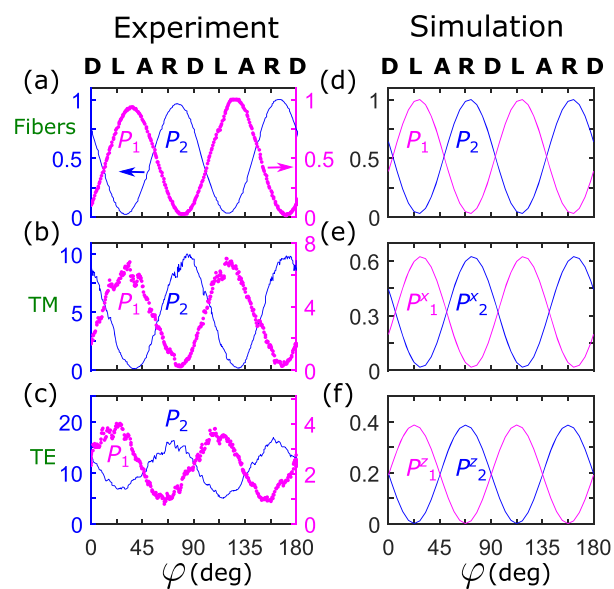 Experiment Simulation
D L A R D L A R D D L A R D L A R D
(a) (d)
Fibers
1 0.5 0
P1 P2
1 0.5 0
1 0.5 0
P1 P2
(b) (e)
TM
10 5 0
P1 P2
8 6 4 2 0
0.6 0.3 0
Px1 Px2
(c) (f)
TE
20 10 0
P1 P2
4 2 0
0.4 0.2 0
Pz1 Pz2
0 45 90 135 180 0 45 90 135 180
φ(deg) φ(deg)